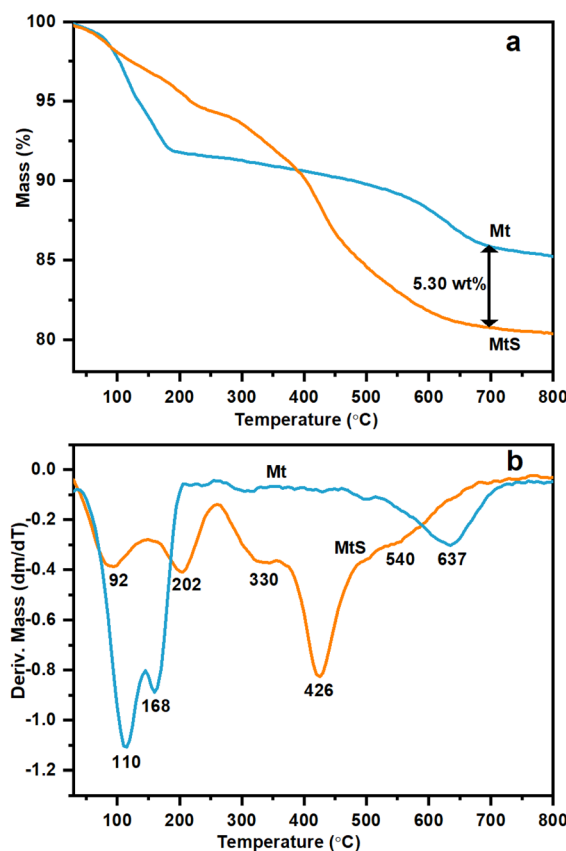 a
100
95
90
85
80
Mass (%)
Mt
5.30 wt%
MtS
100 200 300 400 500 600 700 800
Temperature (°C)
b
0.0
-0.2
-0.4
-0.6
-0.8
-1.0
-1.2
Deriv. Mass (dm/dT)
Mt
MtS
92
202
330
540
637
168
426
110
100 200 300 400 500 600 700 800
Temperature (°C)